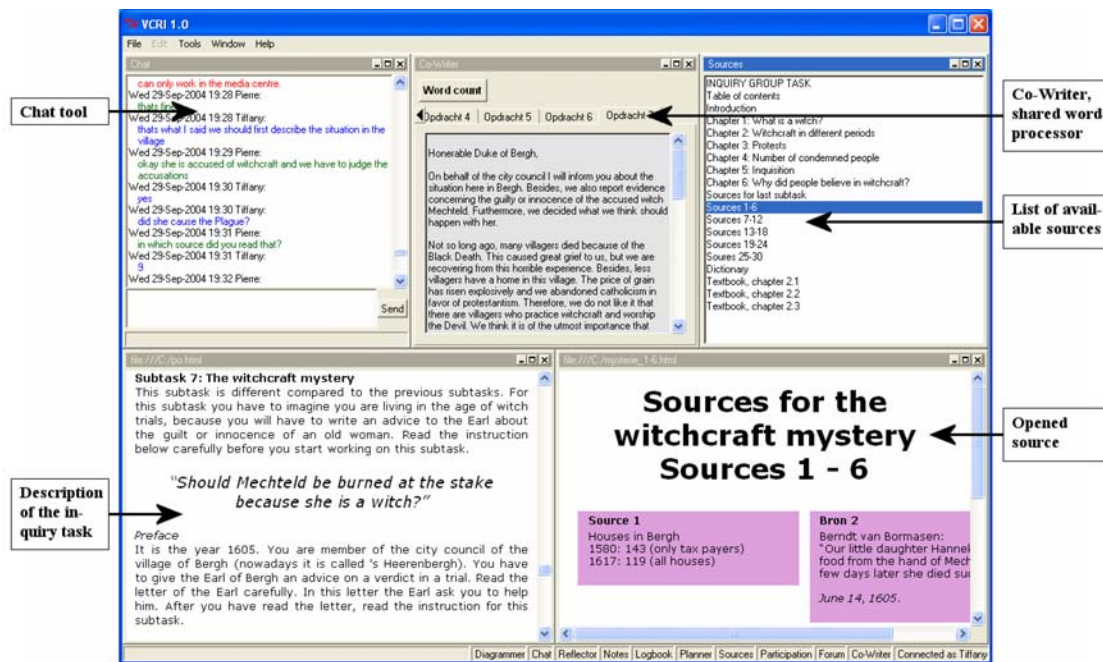 VCRI 1.0
File Edit Tools Window Help
Chat
can only work in the media centre.
Wed 29-Sep-2004 19:28 Pierre:
thats fine
Wed 29-Sep-2004 19:28 Tiffany:
thats what I said we should first describe the situation in the
village
Wed 29-Sep-2004 19:29 Pierre:
okay she is accused of witchcraft and we have to judge the
accusations
Wed 29-Sep-2004 19:30 Tiffany:
yes
Wed 29-Sep-2004 19:30 Tiffany:
did she cause the Plague?
Wed 29-Sep-2004 19:31 Pierre:
in which source did you read that?
Wed 29-Sep-2004 19:31 Tiffany:
9
Wed 29-Sep-2004 19:32 Pierre:
Send
Chat tool
Co-Writer
Word count
Opdracht 4 Opdracht 5 Opdracht 6 Opdracht 7
Honerable Duke of Bergh,
On behalf of the city council I will inform you about the
situation here in Bergh. Besides, we also report evidence
concerning the guilty or innocence of the accused witch
Mechteld. Furthermore, we decided what we think should
happen with her.
Not so long ago, many villagers died because of the
Black Death. This caused great grief to us, but we are
recovering from this horrible experience. Besides, less
villagers have a home in this village. The price of grain
has risen explosively and we abandoned catholicism in
favor of protestantism. Therefore, we do not like it that
there are villagers who practice witchcraft and worship
the Devil. We think it is of the utmost importance that
Sources
INQUIRY GROUP TASK
Table of contents
Introduction
Chapter 1: What is a witch?
Chapter 2: Witchcraft in different periods
Chapter 3: Protests
Chapter 4: Number of condemned people
Chapter 5: Inquisition
Chapter 6: Why did people believe in witchcraft?
Sources for last subtask
Sources 1-6
Sources 7-12
Sources 13-18
Sources 19-24
Soures 25-30
Dictionary
Textbook, chapter 2.1
Textbook, chapter 2.2
Textbook, chapter 2.3
Co-Writer,
shared word
processor
List of avail-
able sources
file:///C:/po.html
Subtask 7: The witchcraft mystery
This subtask is different compared to the previous subtasks. For
this subtask you have to imagine you are living in the age of witch
trials, because you will have to write an advice to the Earl about
the guilt or innocence of an old woman. Read the instruction
below carefully before you start working on this subtask.
"Should Mechteld be burned at the stake
because she is a witch?"
Preface
It is the year 1605. You are member of the city council of the
village of Bergh (nowadays it is called 's Heerenbergh). You have
to give the Earl of Bergh an advice on a verdict in a trial. Read the
letter of the Earl carefully. In this letter the Earl ask you to help
him. After you have read the letter, read the instruction for this
subtask.
Description
of the in-
quiry task
file:///C:/mysterie_1-6.html
Sources for the
witchcraft mystery
Sources 1 - 6
Source 1
Houses in Bergh
1580: 143 (only tax payers)
1617: 119 (all houses)
Bron 2
Berndt van Bormasen:
"Our little daughter Hannek
food from the hand of Mech
few days later she died su
June 14, 1605.
Opened
source
Diagrammer Chat Reflector Notes Logbook Planner Sources Participation Forum Co-Writer Connected as Tiffany